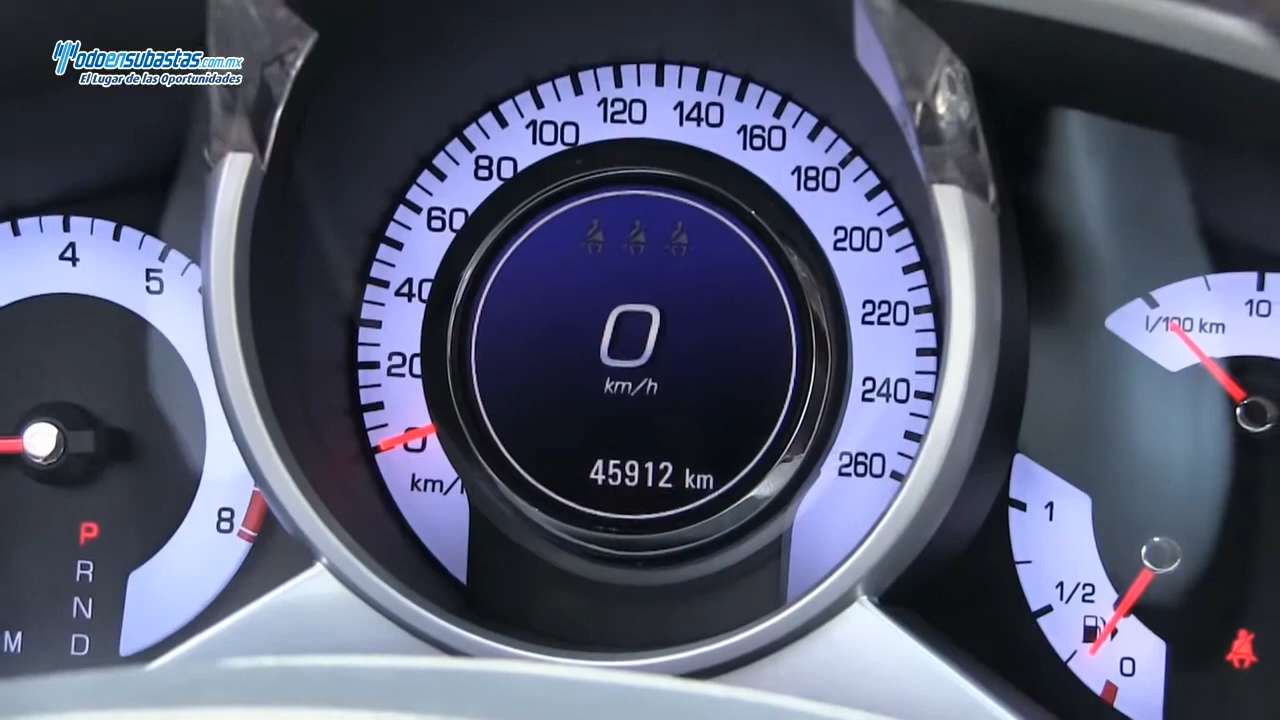 Todoensubastas.com.mx
El Lugar de las Oportunidades
120
140
100
160
80
180
60
200
40
220
20
240
0
260
km/
0
km/h
45912 km
4
5
8
P
R
N
D
M
10
l/100 km
1
1/2
0